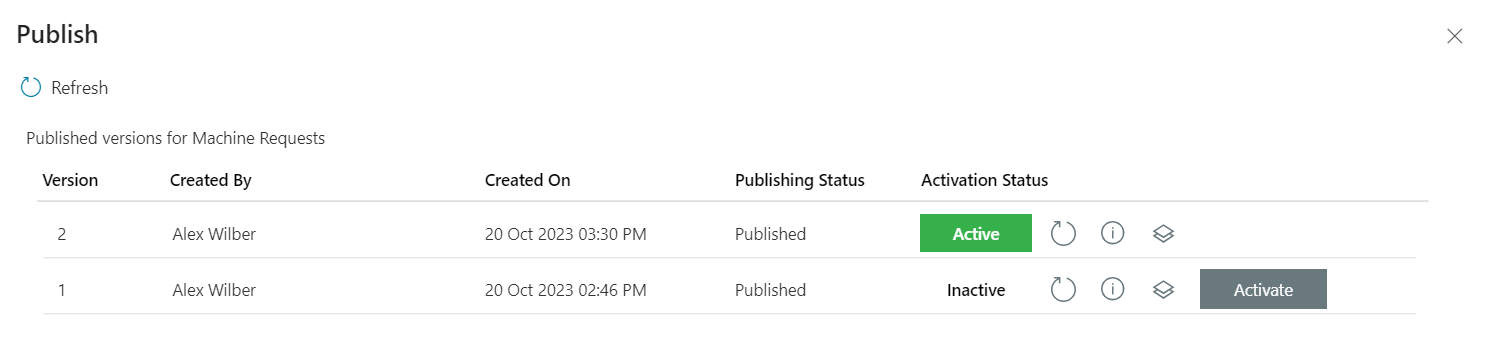 Publish
Refresh
Published versions for Machine Requests
Version Created By Created On Publishing Status Activation Status
2 Alex Wilber 20 Oct 2023 03:30 PM Published Active
1 Alex Wilber 20 Oct 2023 02:46 PM Published Inactive Activate